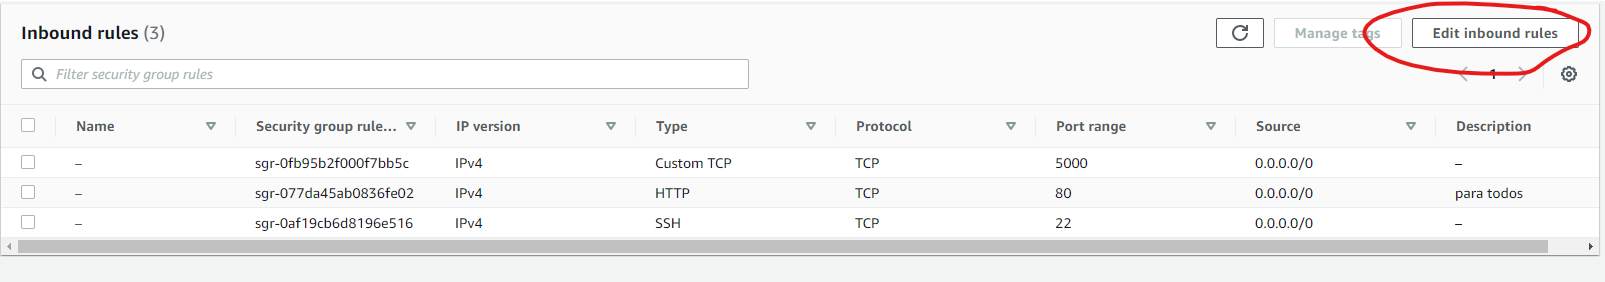 Inbound rules (3)
Manage tags
Edit inbound rules
Filter security group rules
1
Name Security group rule... IP version Type Protocol Port range Source Description
– sgr-0fb95b2f000f7bb5c IPv4 Custom TCP TCP 5000 0.0.0.0/0 –
– sgr-077da45ab0836fe02 IPv4 HTTP TCP 80 0.0.0.0/0 para todos
– sgr-0af19cb6d8196e516 IPv4 SSH TCP 22 0.0.0.0/0 –